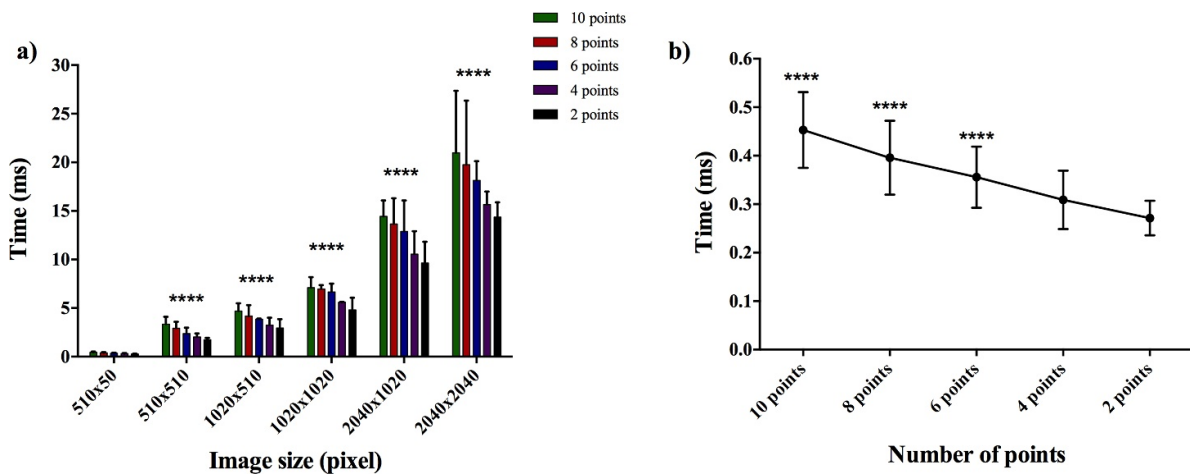 a)
10 points
8 points
6 points
4 points
2 points
Time (ms)
30
25
20
15
10
5
0
****
****
****
****
****
510x50
510x510
1020x510
1020x1020
2040x1020
2040x2040
Image size (pixel)
b)
Time (ms)
0.6
0.5
0.4
0.3
0.2
0.1
0.0
****
****
****
10 points
8 points
6 points
4 points
2 points
Number of points